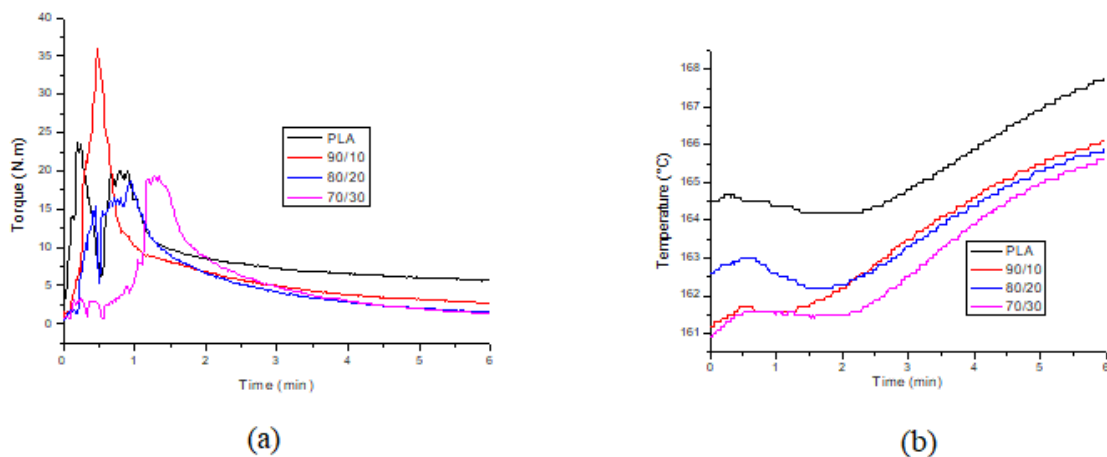 40
35
30
25
20
15
10
5
0
Torque (N.m)
PLA
90/10
80/20
70/30
0 1 2 3 4 5 6
Time (min)
(a)
168
167
166
165
164
163
162
161
Temperature (°C)
PLA
90/10
80/20
70/30
0 1 2 3 4 5 6
Time (min)
(b)